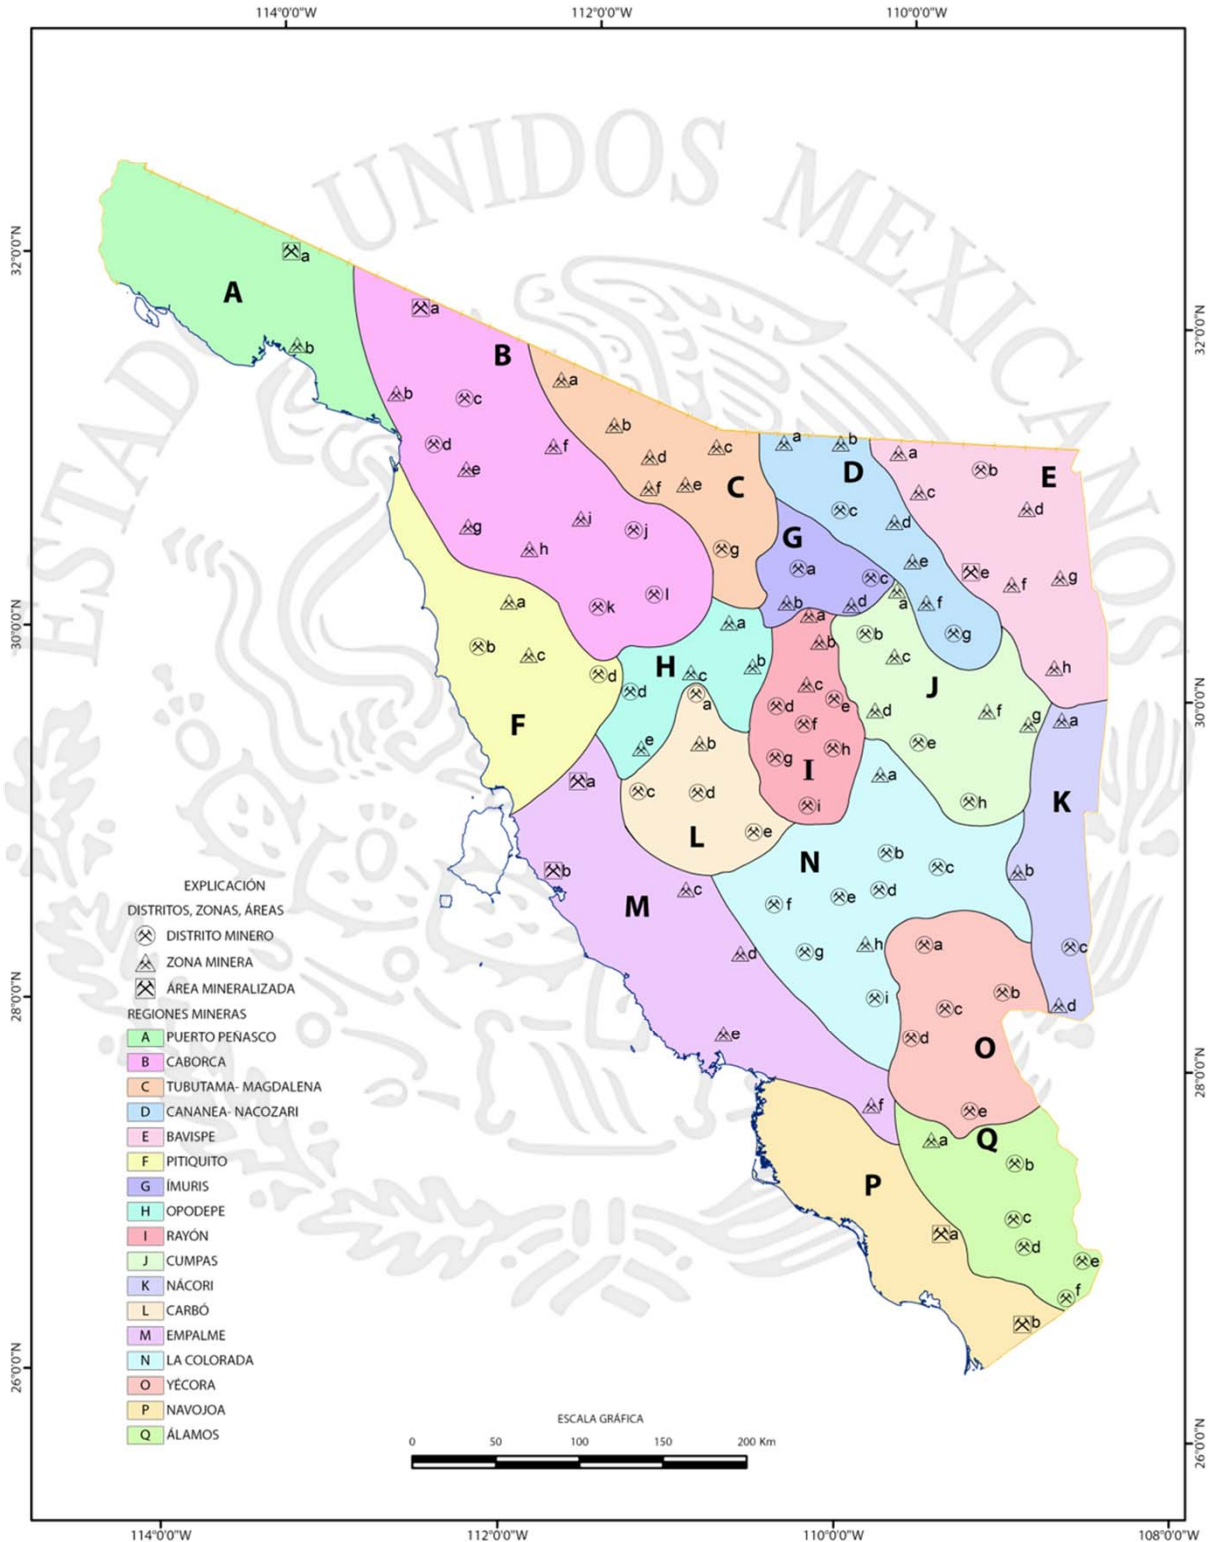 114°0'0"W 112°0'0"W 110°0'0"W
ESTADOS UNIDOS MEXICANOS
32°0'0"N
32°0'0"N
30°0'0"N
30°0'0"N
28°0'0"N
28°0'0"N
26°0'0"N
26°0'0"N
A
a
b
B
a
b
c
d
e
f
g
h
i
j
k
l
C
a
b
c
d
e
f
g
D
a
b
c
d
e
f
g
E
a
b
c
d
e
f
g
h
F
a
b
c
d
G
a
b
c
d
H
a
b
c
d
e
I
a
b
c
d
e
f
g
h
i
J
a
b
c
d
e
f
g
h
K
a
b
c
d
L
a
b
c
d
e
M
a
b
c
d
e
f
N
a
b
c
d
e
f
g
h
i
O
a
b
c
d
e
P
a
b
Q
a
b
c
d
e
f
EXPLICACIÓN
DISTRITOS, ZONAS, ÁREAS
DISTRITO MINERO
ZONA MINERA
ÁREA MINERALIZADA
REGIONES MINERAS
A PUERTO PEÑASCO
B CABORCA
C TUBUTAMA- MAGDALENA
D CANANEA- NACOZARI
E BAVISPE
F PITIQUITO
G ÍMURIS
H OPODEPE
I RAYÓN
J CUMPAS
K NÁCORI
L CARBÓ
M EMPALME
N LA COLORADA
O YÉCORA
P NAVOJOA
Q ÁLAMOS
ESCALA GRÁFICA
0 50 100 150 200 Km
114°0'0"W 112°0'0"W 110°0'0"W 108°0'0"W